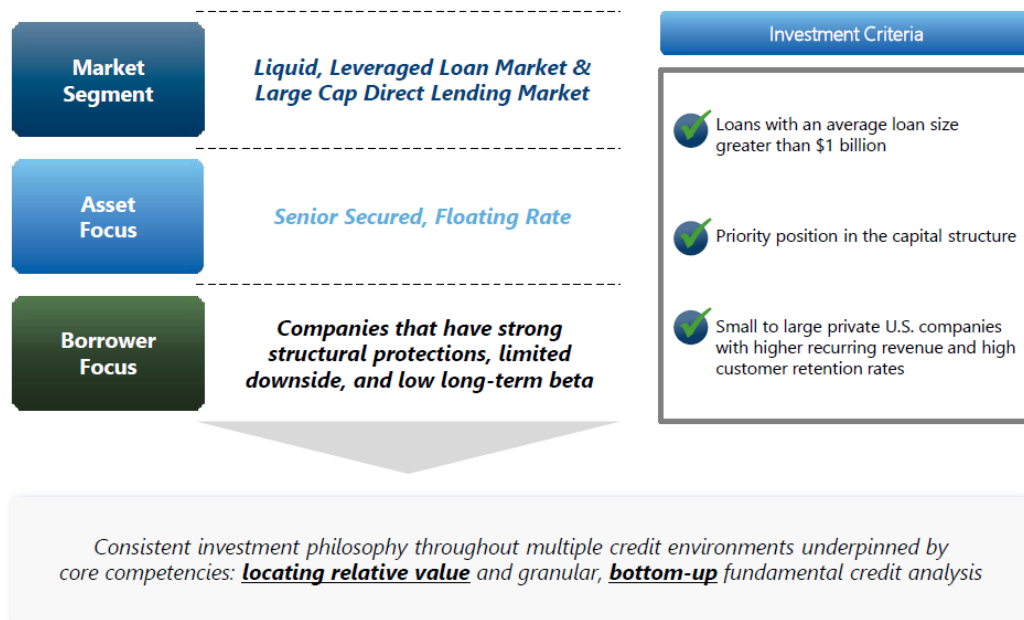 Market
Segment
Liquid, Leveraged Loan Market &
Large Cap Direct Lending Market
Asset
Focus
Senior Secured, Floating Rate
Borrower
Focus
Companies that have strong
structural protections, limited
downside, and low long-term beta
Investment Criteria
Loans with an average loan size
greater than $1 billion
Priority position in the capital structure
Small to large private U.S. companies
with higher recurring revenue and high
customer retention rates
Consistent investment philosophy throughout multiple credit environments underpinned by
core competencies: locating relative value and granular, bottom-up fundamental credit analysis